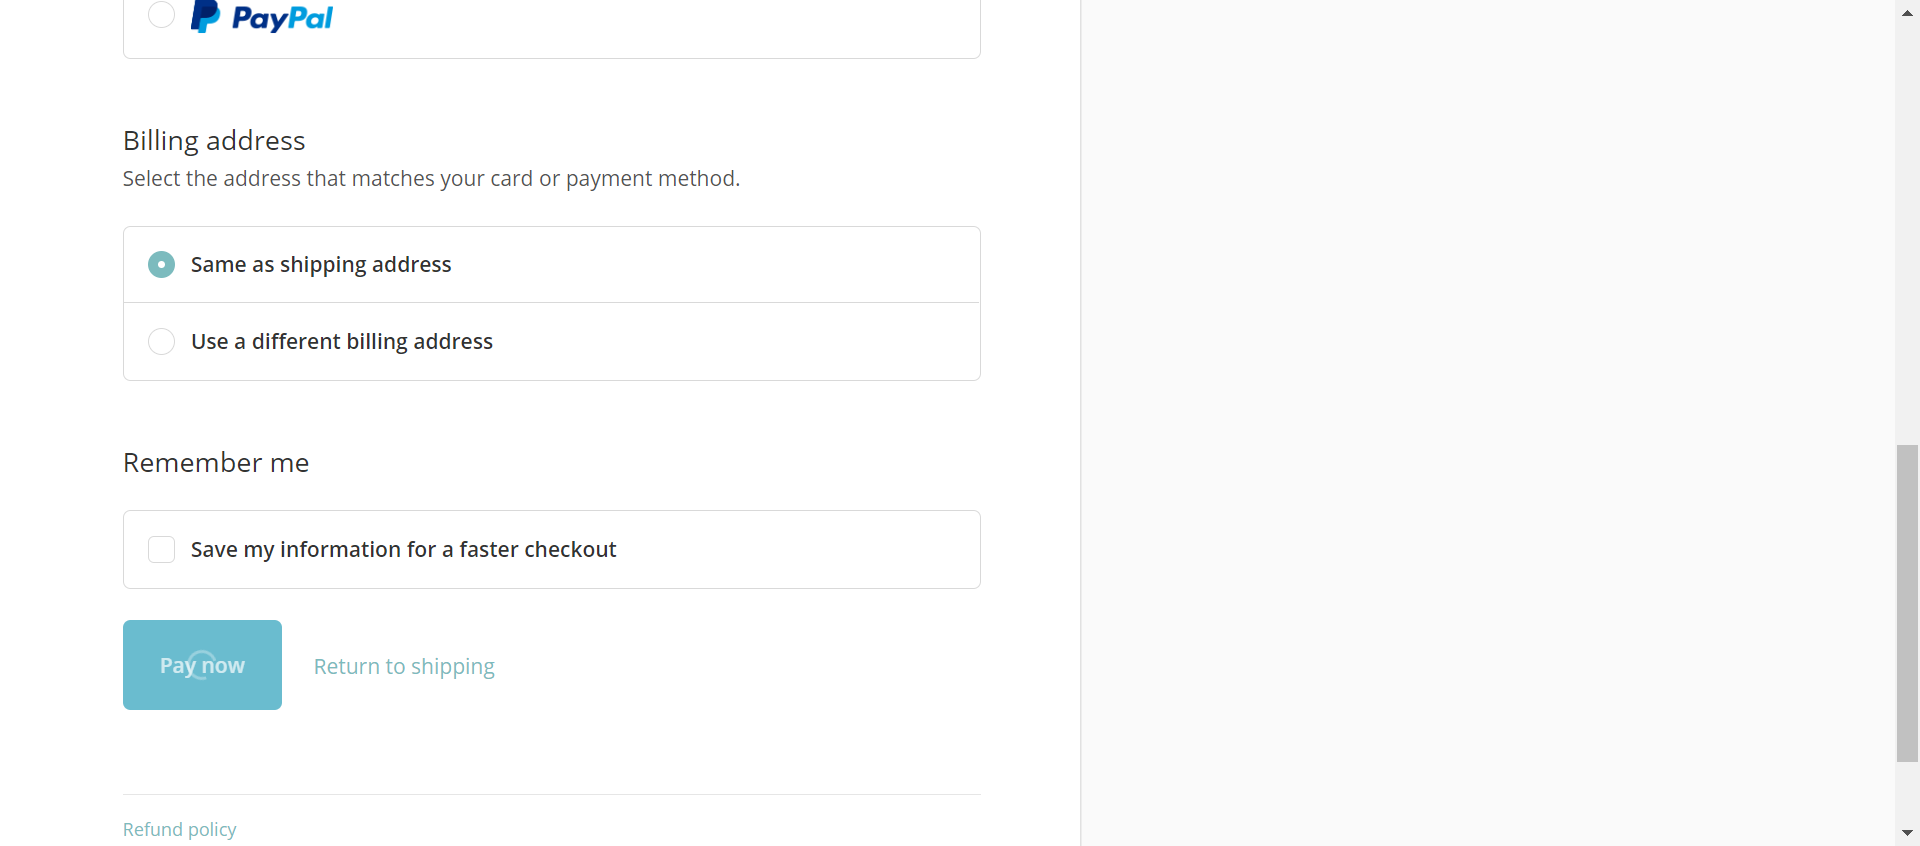 PayPal
Billing address
Select the address that matches your card or payment method.
Same as shipping address
Use a different billing address
Remember me
Save my information for a faster checkout
Pay now
Return to shipping
Refund policy